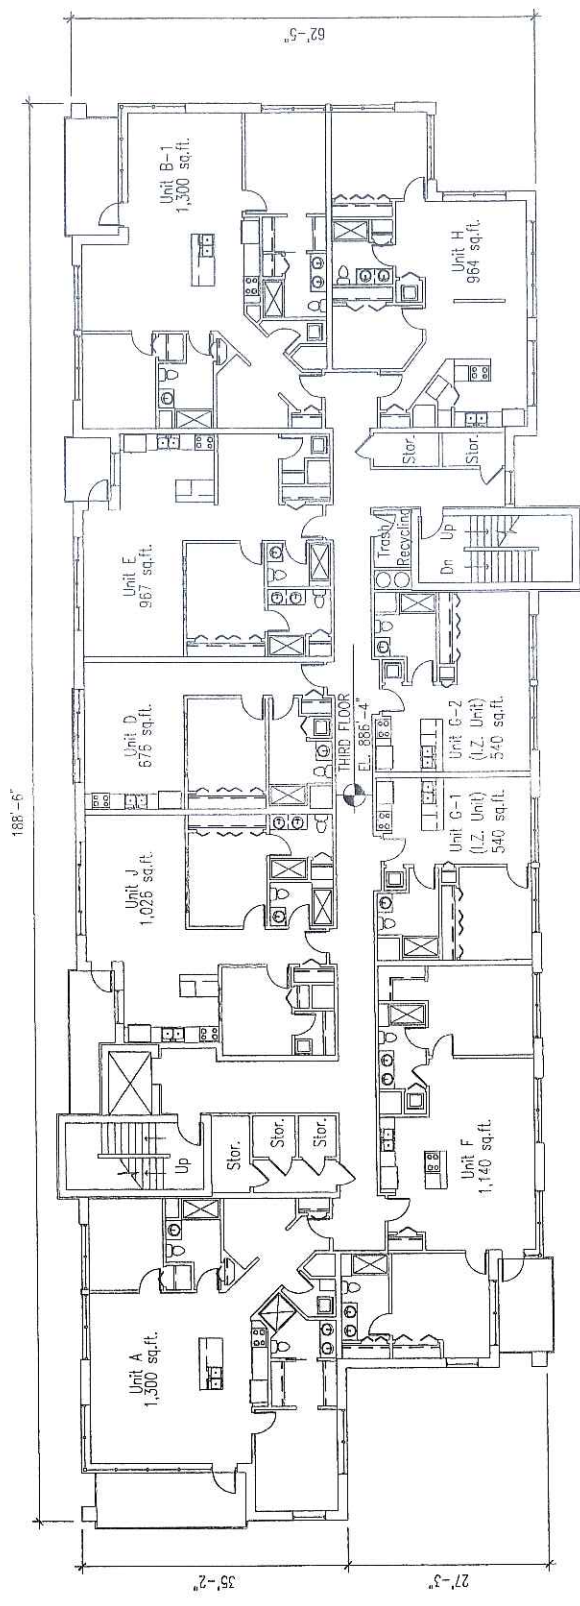 188'-6"
62'-5"
35'-2"
27'-3"
Unit A
1,300 sq.ft.
Up
Stor.
Stor.
Stor.
Unit J
1,026 sq.ft.
Unit D
676 sq.ft.
Unit E
967 sq.ft.
Unit B-1
1,300 sq.ft.
THIRD FLOOR
EL. 886'-4"
Unit F
1,140 sq.ft.
Unit G-1
(I.Z. Unit)
540 sq.ft.
Unit G-2
(I.Z. Unit)
540 sq.ft.
Trash/
Recycling
Dn
Up
Stor.
Stor.
Unit H
964 sq.ft.